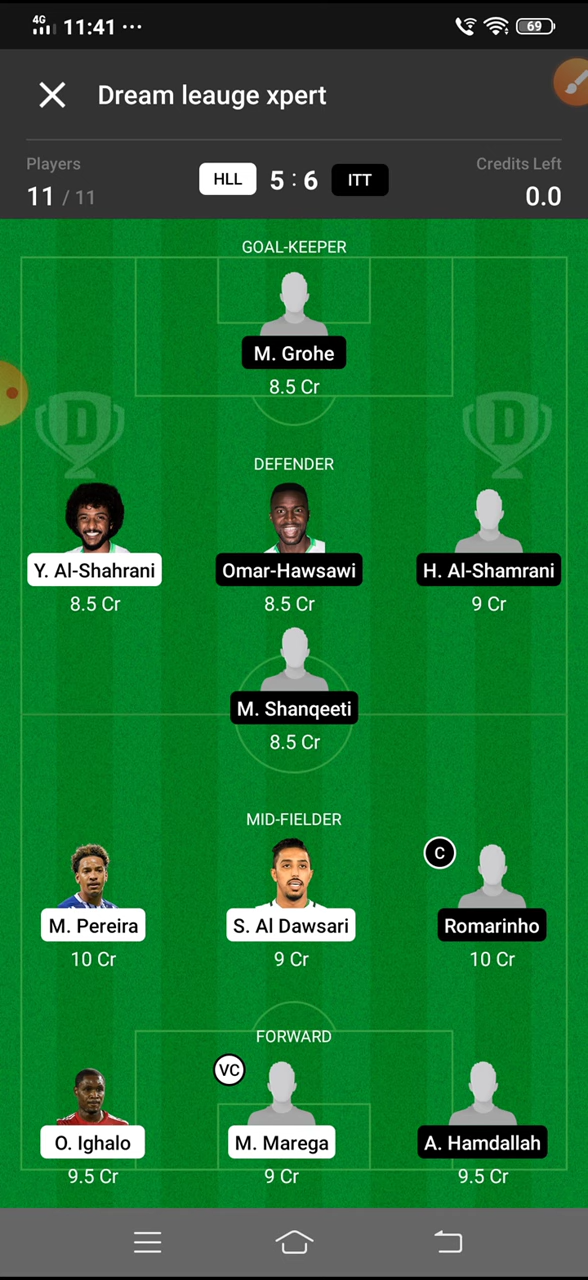 4G
11:41 ...
69
Dream leauge xpert
Players
Credits Left
11 / 11
HLL 5 : 6 ITT
0.0
GOAL-KEEPER
M. Grohe
8.5 Cr
D
D
DEFENDER
Y. Al-Shahrani
Omar-Hawsawi
H. Al-Shamrani
8.5 Cr
8.5 Cr
9 Cr
M. Shanqeeti
8.5 Cr
MID-FIELDER
C
M. Pereira
S. Al Dawsari
Romarinho
10 Cr
9 Cr
10 Cr
FORWARD
VC
O. Ighalo
M. Marega
A. Hamdallah
9.5 Cr
9 Cr
9.5 Cr